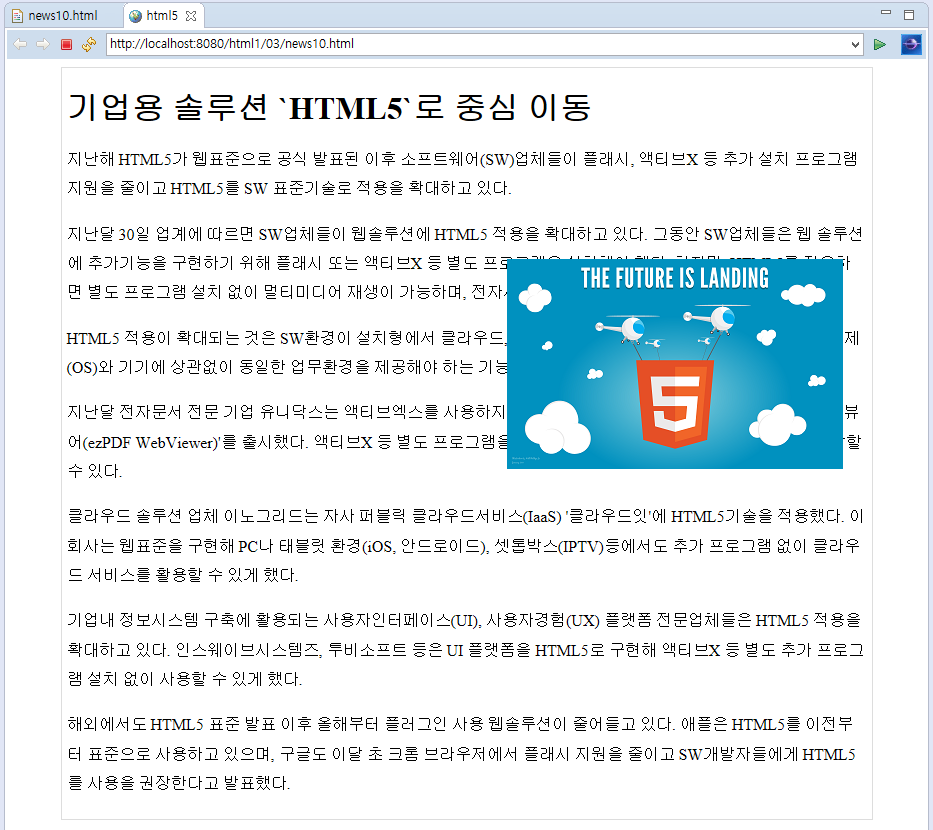 news10.html
html5
http://localhost:8080/html1/03/news10.html
기업용 솔루션 `HTML5`로 중심 이동
지난해 HTML5가 웹표준으로 공식 발표된 이후 소프트웨어(SW)업체들이 플래시, 액티브X 등 추가 설치 프로그램
지원을 줄이고 HTML5를 SW 표준기술로 적용을 확대하고 있다.
지난달 30일 업계에 따르면 SW업체들이 웹솔루션에 HTML5 적용을 확대하고 있다. 그동안 SW업체들은 웹 솔루션
에 추가기능을 구현하기 위해 플래시 또는 액티브X 등 별도
면 별도 프로그램 설치 없이 멀티미디어 재생이 가능하며,
THE FUTURE IS LANDING
HTML5 적용이 확대되는 것은 SW환경이 설치형에서 클라우드, 제
(OS)와 기기에 상관없이 동일한 업무환경을 제공해야 하는
지난달 전자문서 전문 기업 유니닥스는 액티브엑스를 사용하지 뷰
어(ezPDF WebViewer)'를 출시했다. 액티브X 등 별도 프로그램을 할
수 있다.
클라우드 솔루션 업체 이노그리드는 자사 퍼블릭 클라우드서비스(IaaS) '클라우드잇'에 HTML5기술을 적용했다. 이
회사는 웹표준을 구현해 PC나 태블릿 환경(iOS, 안드로이드), 셋톱박스(IPTV)등에서도 추가 프로그램 없이 클라우
드 서비스를 활용할 수 있게 했다.
기업내 정보시스템 구축에 활용되는 사용자인터페이스(UI), 사용자경험(UX) 플랫폼 전문업체들은 HTML5 적용을
확대하고 있다. 인스웨이브시스템즈, 투비소프트 등은 UI 플랫폼을 HTML5로 구현해 액티브X 등 별도 추가 프로그
램 설치 없이 사용할 수 있게 했다.
해외에서도 HTML5 표준 발표 이후 올해부터 플러그인 사용 웹솔루션이 줄어들고 있다. 애플은 HTML5를 이전부
터 표준으로 사용하고 있으며, 구글도 이달 초 크롬 브라우저에서 플래시 지원을 줄이고 SW개발자들에게 HTML5
를 사용을 권장한다고 발표했다.